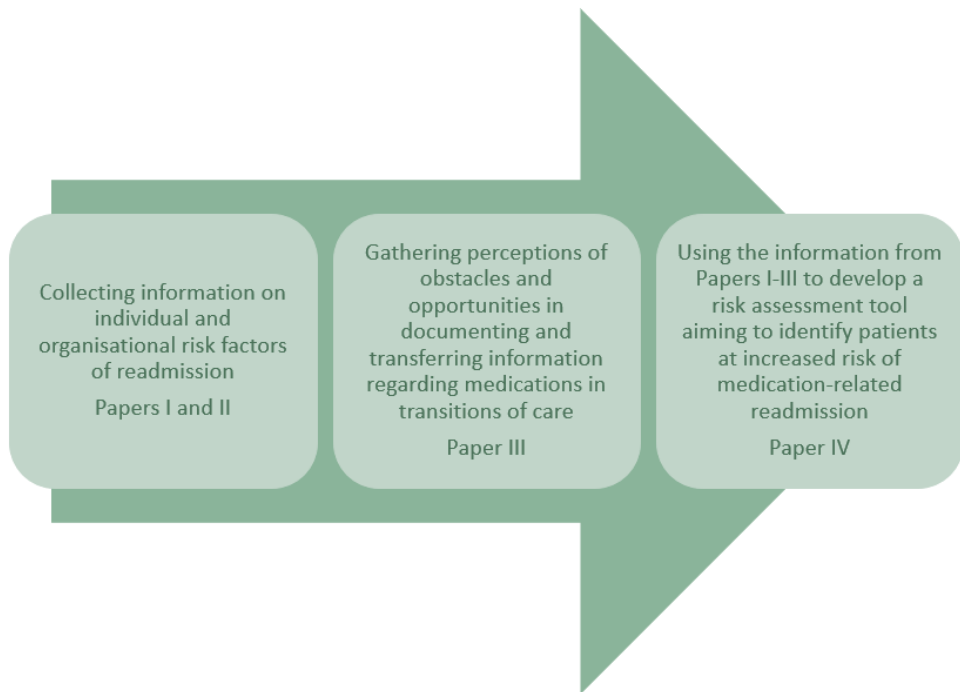 Collecting information on
individual and
organisational risk factors
of readmission
Papers I and II
Gathering perceptions of
obstacles and
opportunities in
documenting and
transferring information
regarding medications in
transitions of care
Paper III
Using the information from
Papers I-III to develop a
risk assessment tool
aiming to identify patients
at increased risk of
medication-related
readmission
Paper IV